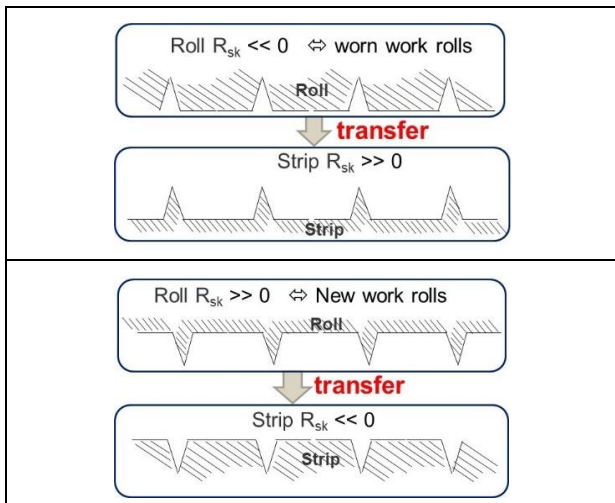 Roll Rsk << 0 ⇔ worn work rolls
Roll
transfer
Strip Rsk >> 0
Strip
Roll Rsk >> 0 ⇔ New work rolls
Roll
transfer
Strip Rsk << 0
Strip